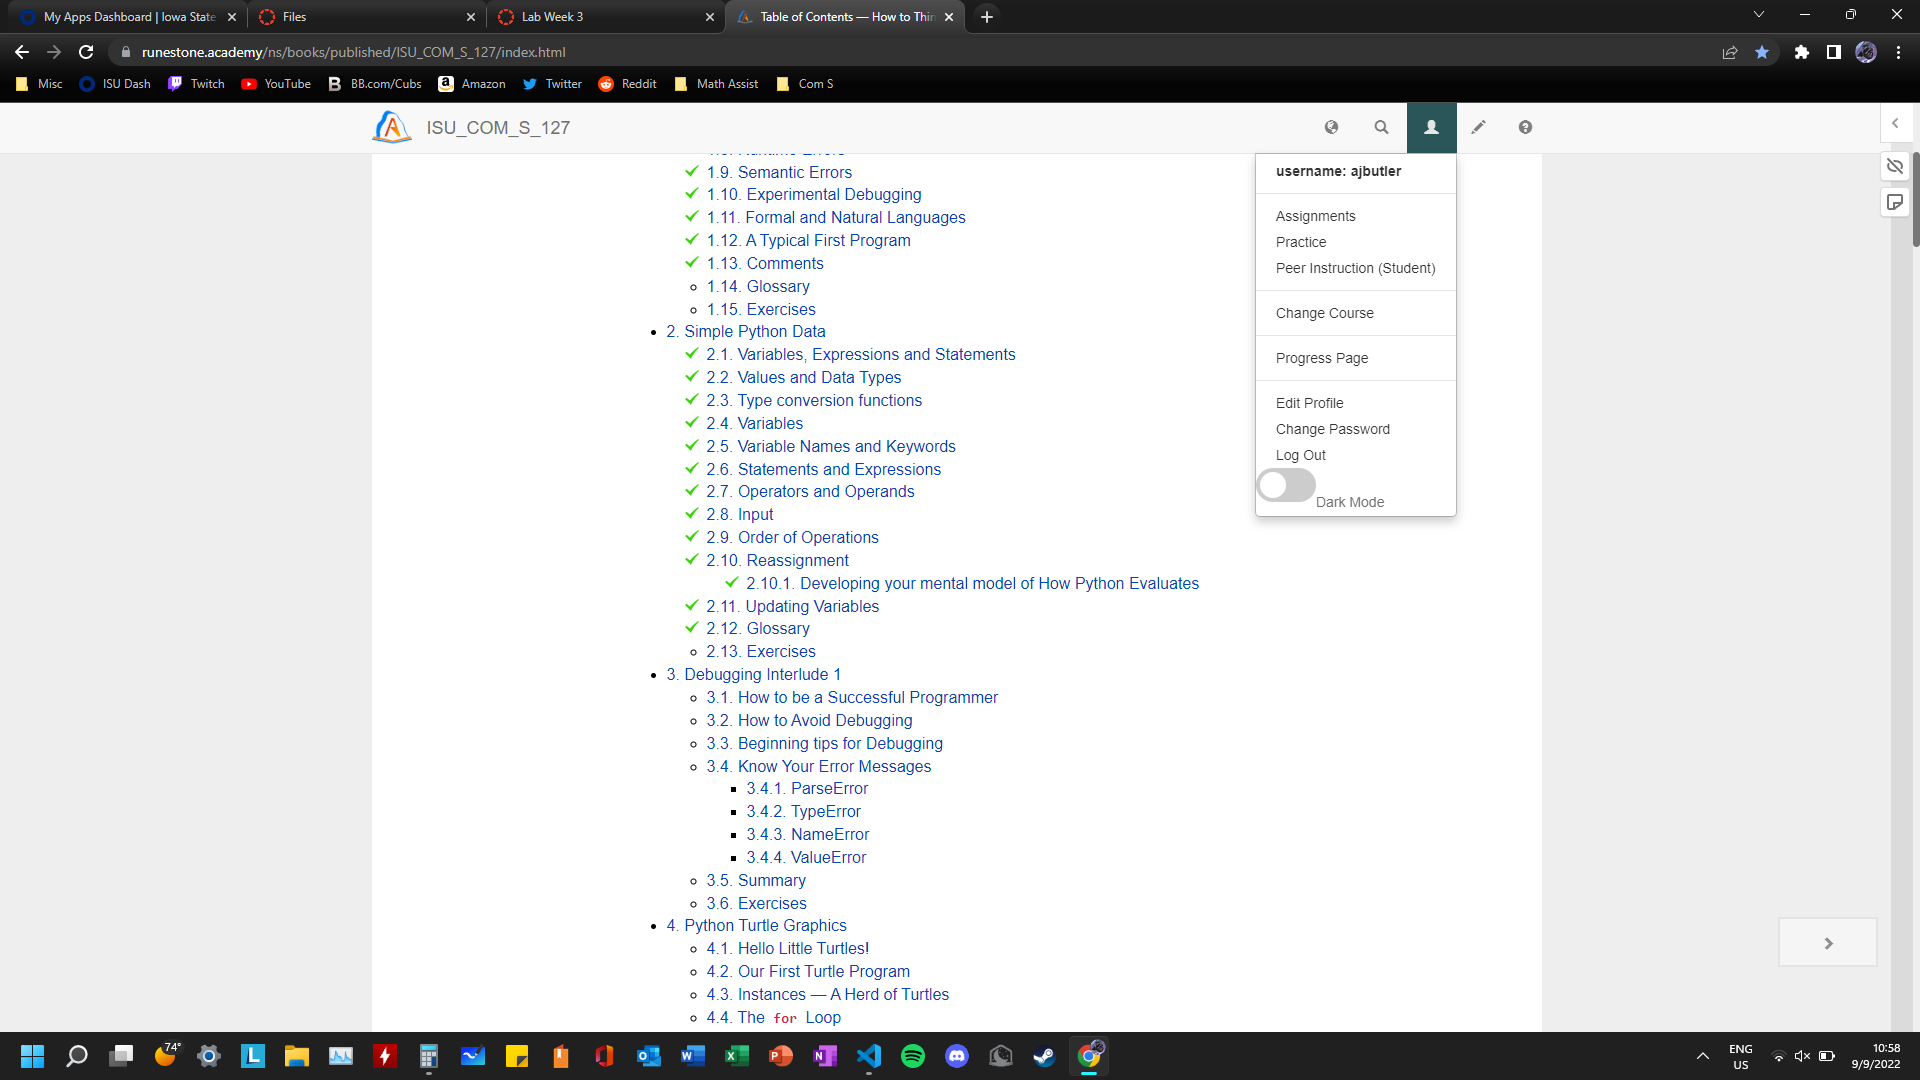 My Apps Dashboard | Iowa State
Files
Lab Week 3
Table of Contents — How to Thin
runestone.academy/ns/books/published/ISU_COM_S_127/index.html
Misc
ISU Dash
Twitch
YouTube
BB.com/Cubs
Amazon
Twitter
Reddit
Math Assist
Com S
ISU_COM_S_127
1.9. Semantic Errors
1.10. Experimental Debugging
1.11. Formal and Natural Languages
1.12. A Typical First Program
1.13. Comments
1.14. Glossary
1.15. Exercises
2. Simple Python Data
2.1. Variables, Expressions and Statements
2.2. Values and Data Types
2.3. Type conversion functions
2.4. Variables
2.5. Variable Names and Keywords
2.6. Statements and Expressions
2.7. Operators and Operands
2.8. Input
2.9. Order of Operations
2.10. Reassignment
2.10.1. Developing your mental model of How Python Evaluates
2.11. Updating Variables
2.12. Glossary
2.13. Exercises
3. Debugging Interlude 1
3.1. How to be a Successful Programmer
3.2. How to Avoid Debugging
3.3. Beginning tips for Debugging
3.4. Know Your Error Messages
3.4.1. ParseError
3.4.2. TypeError
3.4.3. NameError
3.4.4. ValueError
3.5. Summary
3.6. Exercises
4. Python Turtle Graphics
4.1. Hello Little Turtles!
4.2. Our First Turtle Program
4.3. Instances — A Herd of Turtles
4.4. The for Loop
username: ajbutler
Assignments
Practice
Peer Instruction (Student)
Change Course
Progress Page
Edit Profile
Change Password
Log Out
Dark Mode
74°
ENG
US
10:58
9/9/2022